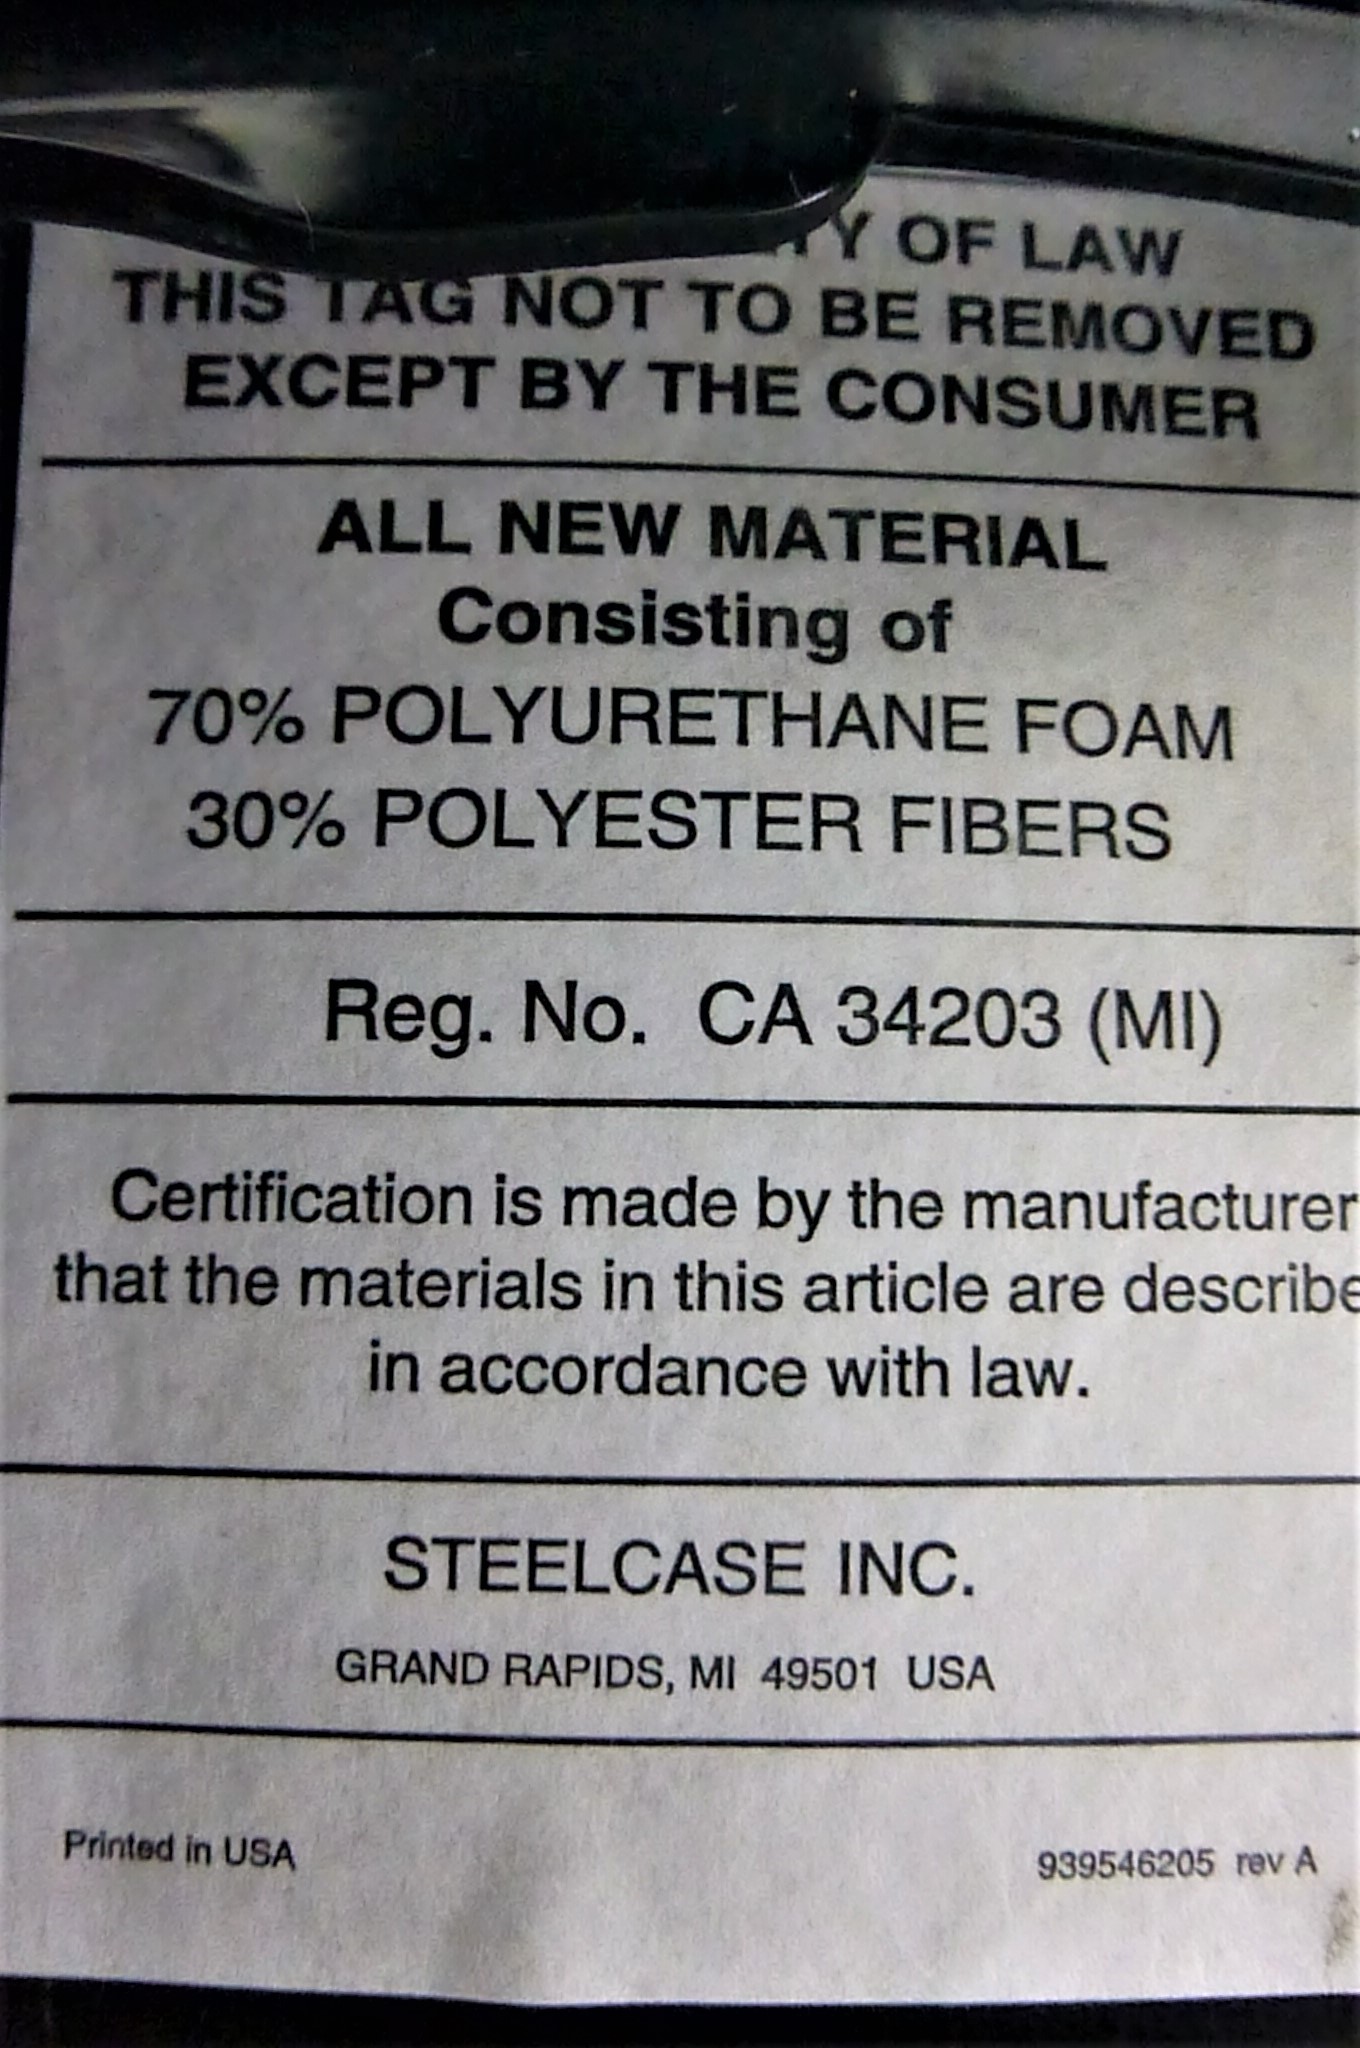 OF LAW
THIS TAG NOT TO BE REMOVED
EXCEPT BY THE CONSUMER
ALL NEW MATERIAL
Consisting of
70% POLYURETHANE FOAM
30% POLYESTER FIBERS
Reg. No. CA 34203 (MI)
Certification is made by the manufacturer
that the materials in this article are describe
in accordance with law.
STEELCASE INC.
GRAND RAPIDS, MI 49501 USA
Printed in USA
939546205 rev A